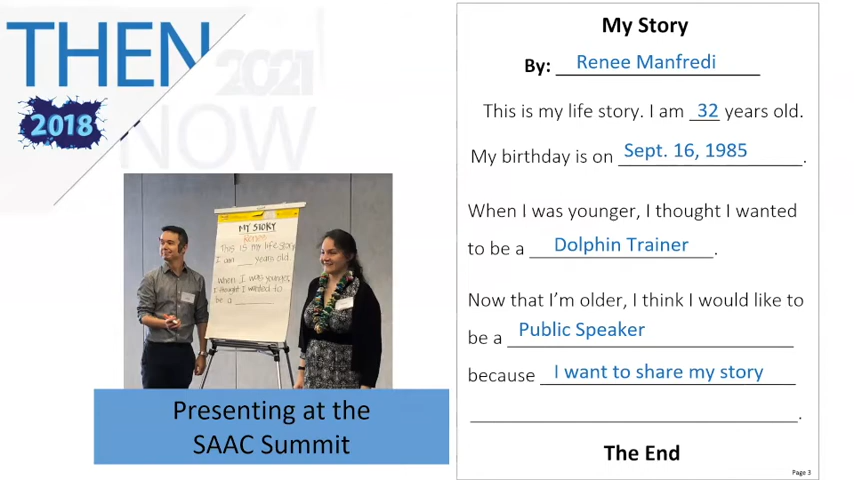 THEN
2018
2021
NOW
MY STORY
This is my life story
I am ___ years old.
When I was younger,
I thought I wanted to
be a ________
Presenting at the
SAAC Summit
My Story
By: Renee Manfredi
This is my life story. I am 32 years old.
My birthday is on Sept. 16, 1985.
When I was younger, I thought I wanted
to be a Dolphin Trainer.
Now that I'm older, I think I would like to
be a Public Speaker
because I want to share my story
.
The End
Page 3